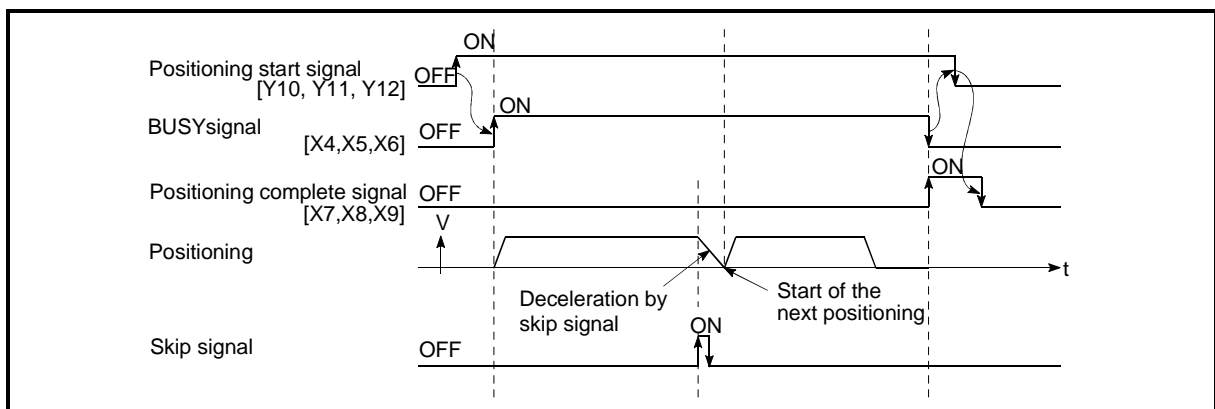 ON
Positioning start signal
OFF
[Y10, Y11, Y12]
ON
BUSYsignal
OFF
[X4,X5,X6]
ON
Positioning complete signal
OFF
[X7,X8,X9]
V
Positioning
t
Deceleration by
skip signal
Start of the
next positioning
ON
Skip signal
OFF